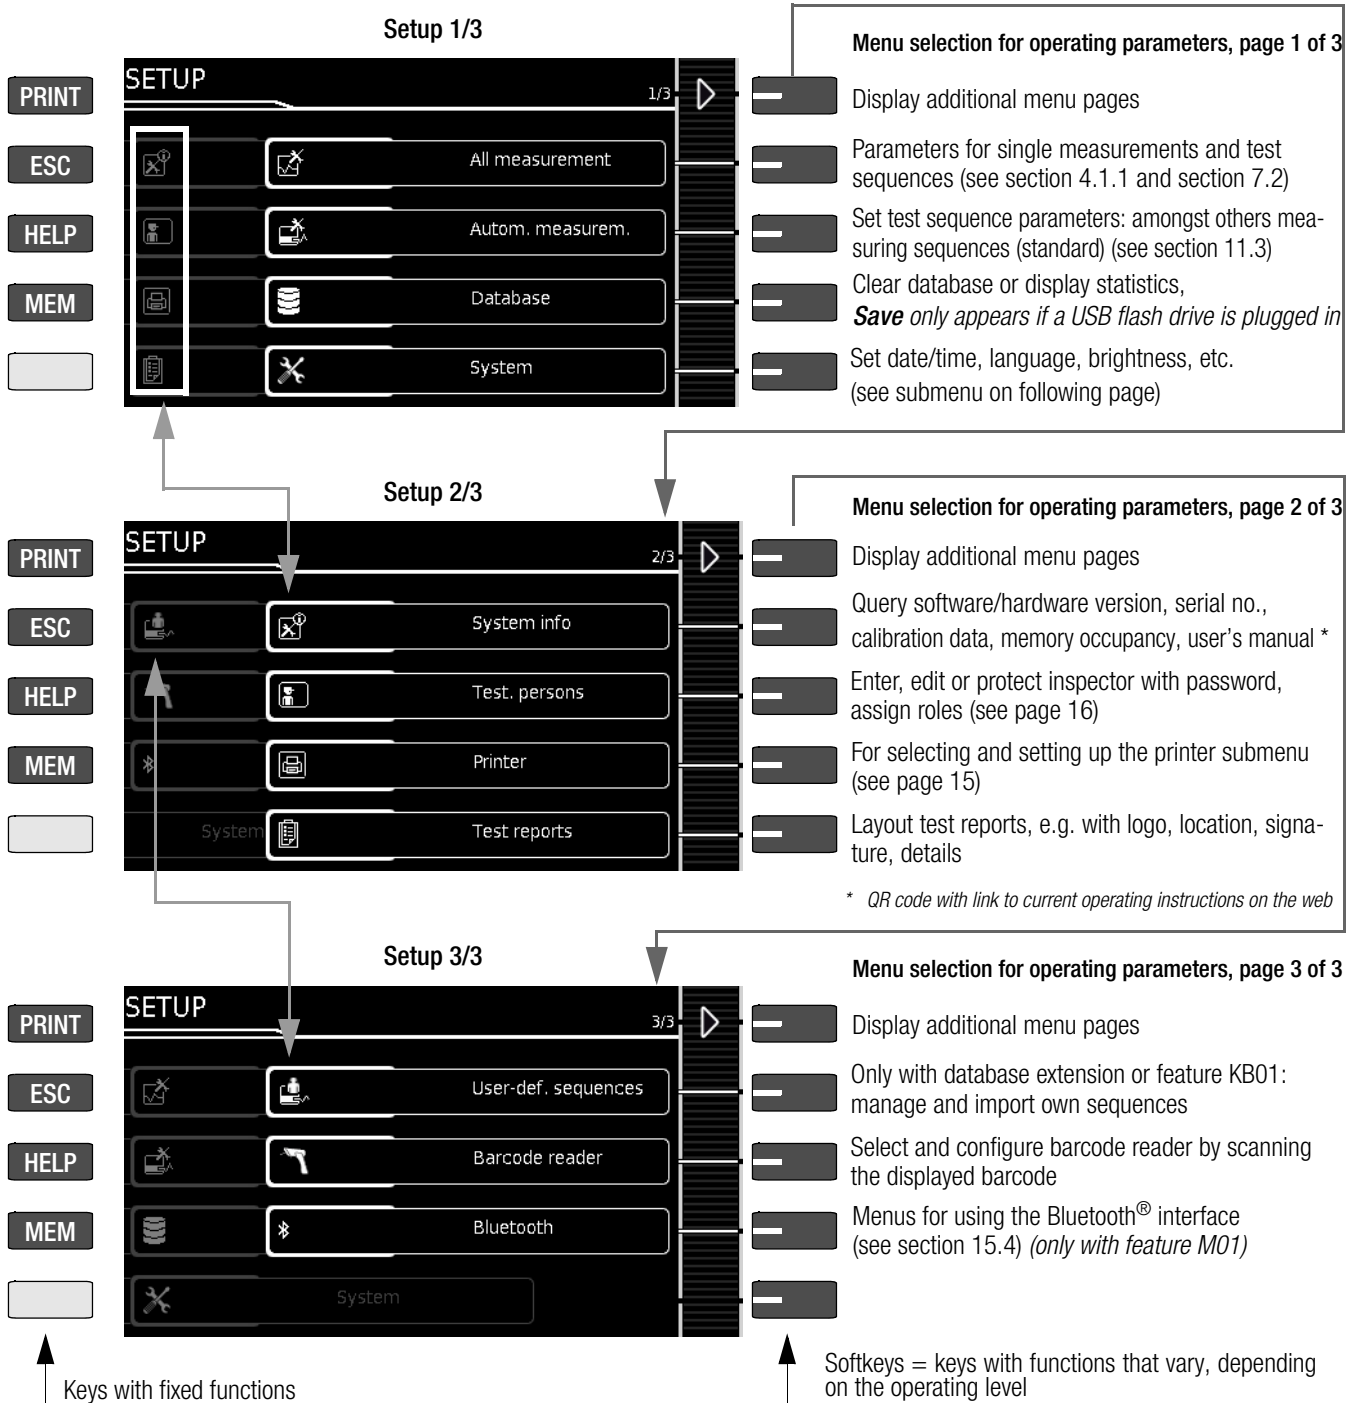 Setup 1/3
Menu selection for operating parameters, page 1 of 3
SETUP
1/3
PRINT
Display additional menu pages
ESC
All measurement
Parameters for single measurements and test
sequences (see section 4.1.1 and section 7.2)
HELP
Autom. measurem.
Set test sequence parameters: amongst others mea-
suring sequences (standard) (see section 11.3)
MEM
Database
Clear database or display statistics,
Save only appears if a USB flash drive is plugged in
System
Set date/time, language, brightness, etc.
(see submenu on following page)
Setup 2/3
Menu selection for operating parameters, page 2 of 3
SETUP
2/3
PRINT
Display additional menu pages
ESC
System info
Query software/hardware version, serial no.,
calibration data, memory occupancy, user's manual *
HELP
Test. persons
Enter, edit or protect inspector with password,
assign roles (see page 16)
MEM
Printer
For selecting and setting up the printer submenu
(see page 15)
System
Test reports
Layout test reports, e.g. with logo, location, signa-
ture, details
* QR code with link to current operating instructions on the web
Setup 3/3
Menu selection for operating parameters, page 3 of 3
SETUP
3/3
PRINT
Display additional menu pages
ESC
User-def. sequences
Only with database extension or feature KB01:
manage and import own sequences
HELP
Barcode reader
Select and configure barcode reader by scanning
the displayed barcode
MEM
Bluetooth
Menus for using the Bluetooth® interface
(see section 15.4) (only with feature M01)
System
Keys with fixed functions
Softkeys = keys with functions that vary, depending
on the operating level